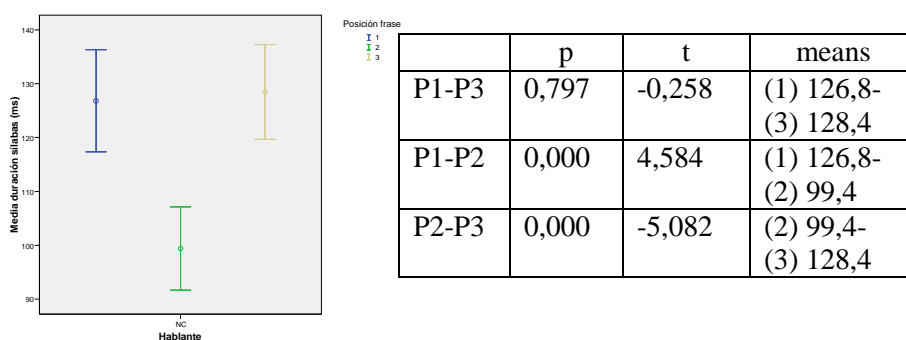 140
130
120
110
100
90
Media duración sílabas (ms)
NC
Hablante
Posición frase
1
2
3
p t means
P1-P3 0,797 -0,258 (1) 126,8-
(3) 128,4
P1-P2 0,000 4,584 (1) 126,8-
(2) 99,4
P2-P3 0,000 -5,082 (2) 99,4-
(3) 128,4